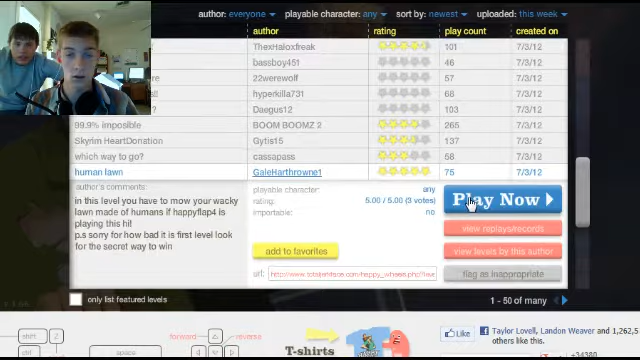 author: everyone playable character: any sort by: newest uploaded: this week
author rating play count created on
ThexHaloxfreak 101 7/3/12
bassboy451 46 7/3/12
22werewolf 57 7/3/12
hyperkilla731 68 7/3/12
Daegus12 103 7/3/12
99.9% imposible BOOM BOOMZ 2 265 7/3/12
Skyrim HeartDonation Gytis15 137 7/3/12
which way to go? cassapass 58 7/3/12
human lawn GaleHarthrowne1 75 7/3/12
author's comments:
in this level you have to mow your wacky
lawn made of humans if happyflap4 is
playing this hi!
p.s sorry for how bad it is first level look
for the secret way to win
playable character: any
rating: 5.00 / 5.00 (3 votes)
importable: no
Play Now
view replays/records
add to favorites
view levels by this author
url: http://www.totaljerkface.com/happy_wheels.php?
flag as inappropriate
only list featured levels
1 - 50 of many
Like
Taylor Lovell, Landon Weaver and 1,262,5
others like this.
shift
Z
forward
reverse
space
T-shirts